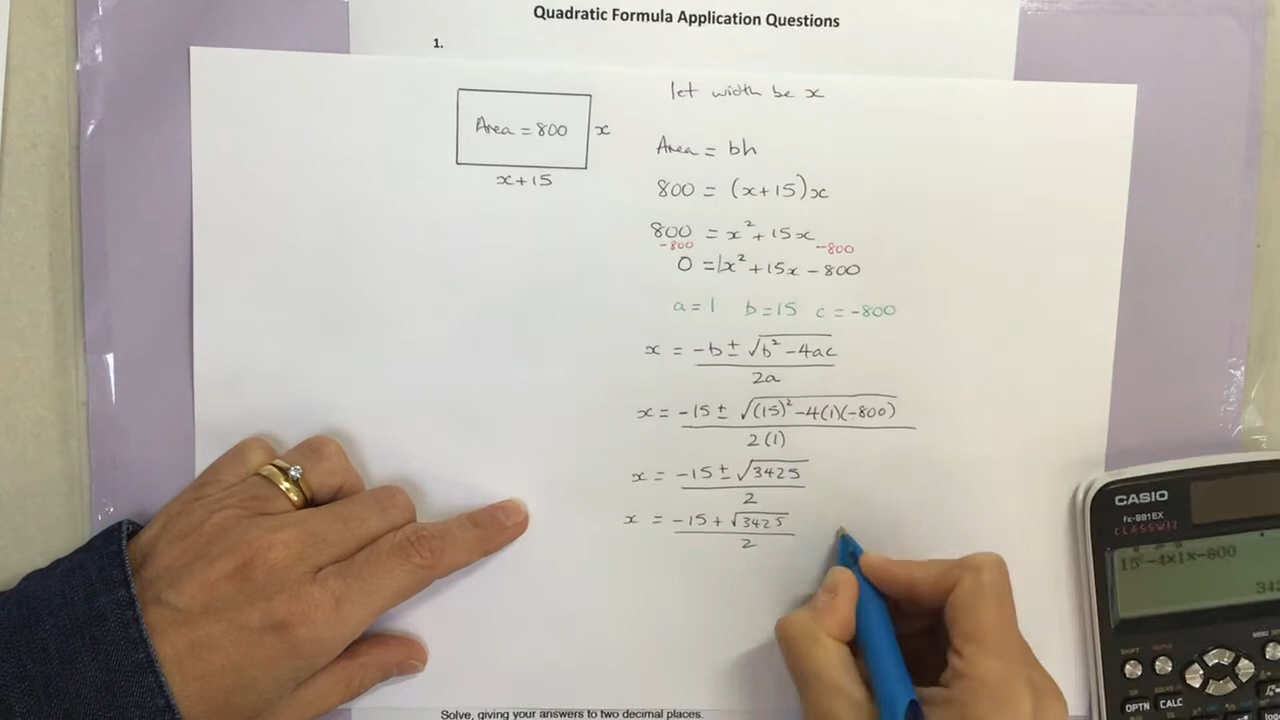 Quadratic Formula Application Questions
1.
let width be x
Area = 800
x
x+15
Area = bh
800 = (x+15)x
800 = x² + 15x
-800 -800
0 = 1x² + 15x - 800
a = 1 b = 15 c = -800
x = -b ± √b² - 4ac
2a
x = -15 ± √(15)² - 4(1)(-800)
2(1)
x = -15 ± √3425
2
x = -15 + √3425
2
CASIO
fx-991EX
CLASSWIZ
15²-4×1×-800
SHIFT
OPTN CALC
Solve, giving your answers to two decimal places.